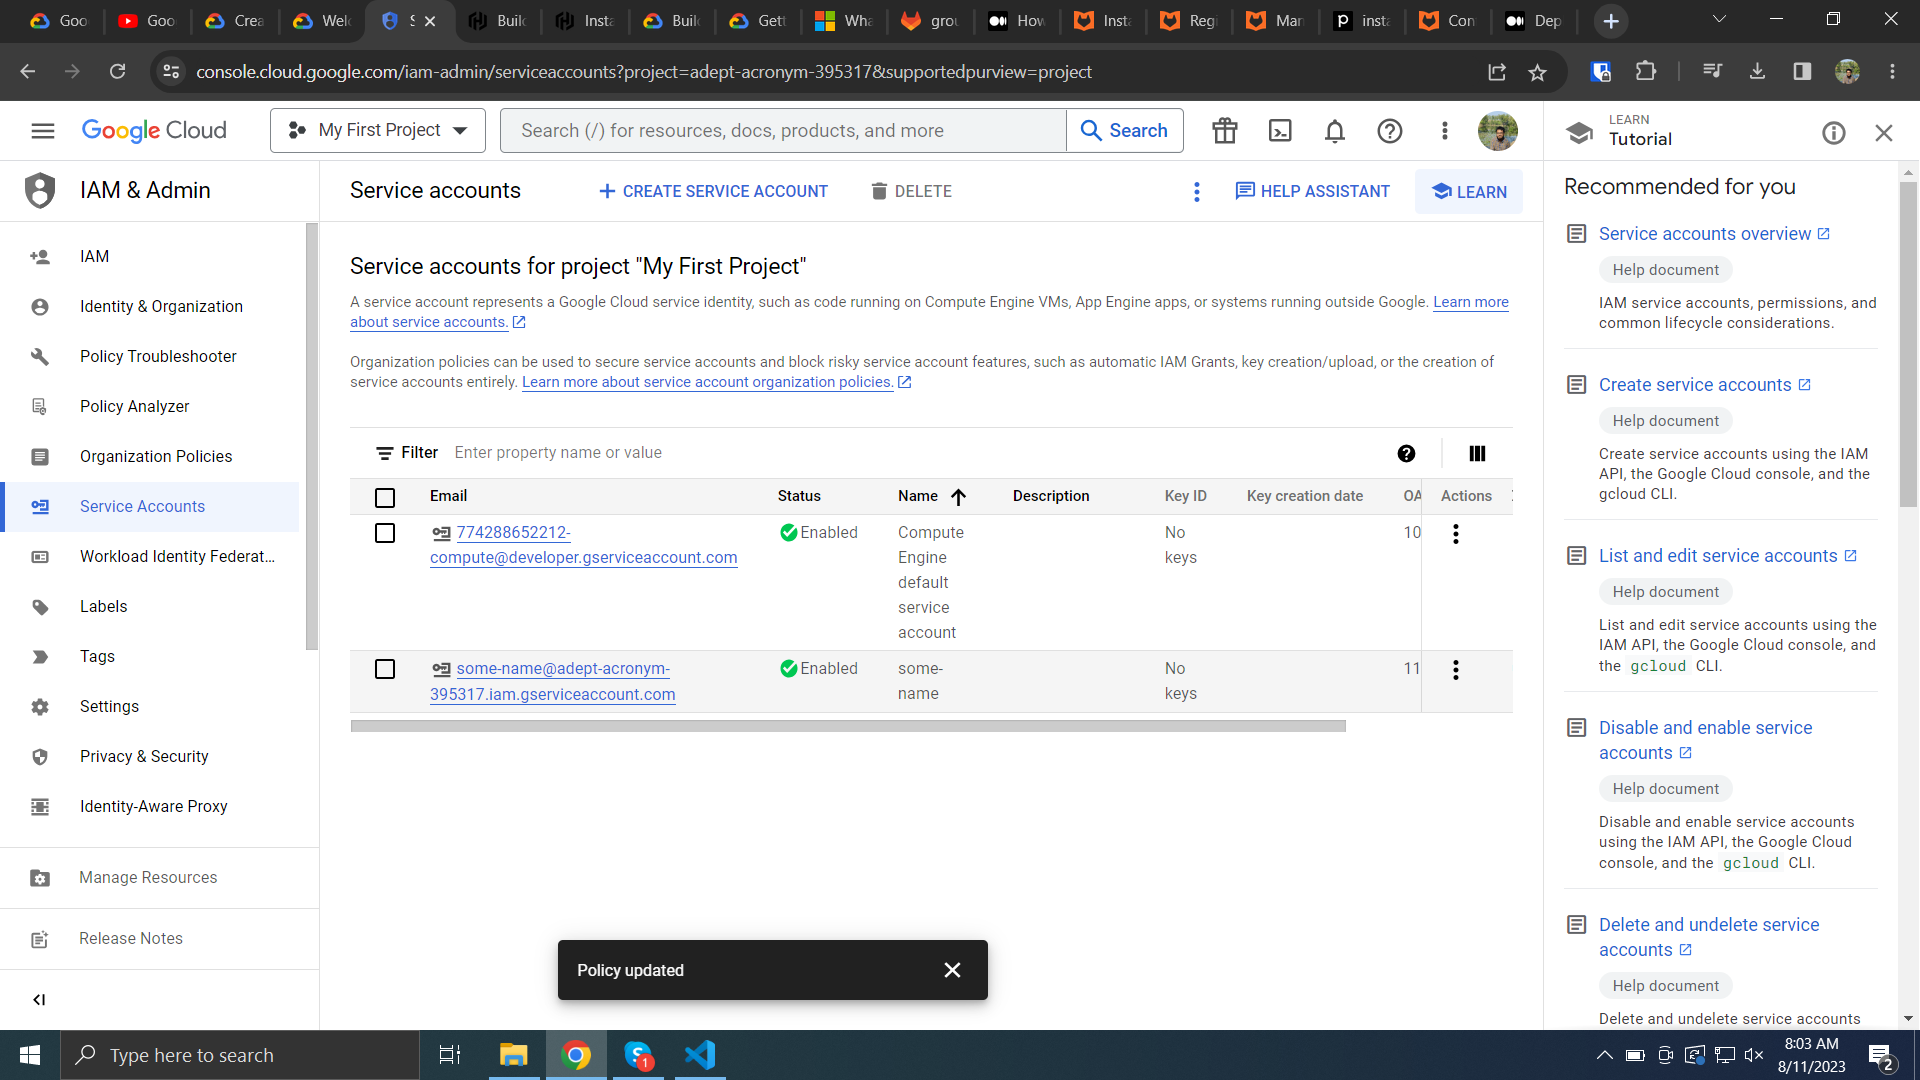 Goo
Goo
Crea
Welc
S
Build
Insta
Build
Gett
Wha
grou
How
Insta
Regi
Man
insta
Con
Dep
console.cloud.google.com/iam-admin/serviceaccounts?project=adept-acronym-395317&supportedpurview=project
Google Cloud
My First Project
Search (/) for resources, docs, products, and more
Search
LEARN
Tutorial
IAM & Admin
Service accounts
CREATE SERVICE ACCOUNT
DELETE
HELP ASSISTANT
LEARN
IAM
Identity & Organization
Policy Troubleshooter
Policy Analyzer
Organization Policies
Service Accounts
Workload Identity Federat...
Labels
Tags
Settings
Privacy & Security
Identity-Aware Proxy
Manage Resources
Release Notes
Service accounts for project "My First Project"
A service account represents a Google Cloud service identity, such as code running on Compute Engine VMs, App Engine apps, or systems running outside Google. Learn more
about service accounts.
Organization policies can be used to secure service accounts and block risky service account features, such as automatic IAM Grants, key creation/upload, or the creation of
service accounts entirely. Learn more about service account organization policies.
Filter Enter property name or value
Email Status Name Description Key ID Key creation date OA Actions
774288652212- Enabled Compute No 10
compute@developer.gserviceaccount.com Engine keys
default
service
account
some-name@adept-acronym- Enabled some- No 11
395317.iam.gserviceaccount.com name keys
Policy updated
Recommended for you
Service accounts overview
Help document
IAM service accounts, permissions, and
common lifecycle considerations.
Create service accounts
Help document
Create service accounts using the IAM
API, the Google Cloud console, and the
gcloud CLI.
List and edit service accounts
Help document
List and edit service accounts using the
IAM API, the Google Cloud console, and
the gcloud CLI.
Disable and enable service
accounts
Help document
Disable and enable service accounts
using the IAM API, the Google Cloud
console, and the gcloud CLI.
Delete and undelete service
accounts
Help document
Delete and undelete service accounts
Type here to search
1
8:03 AM
8/11/2023
2